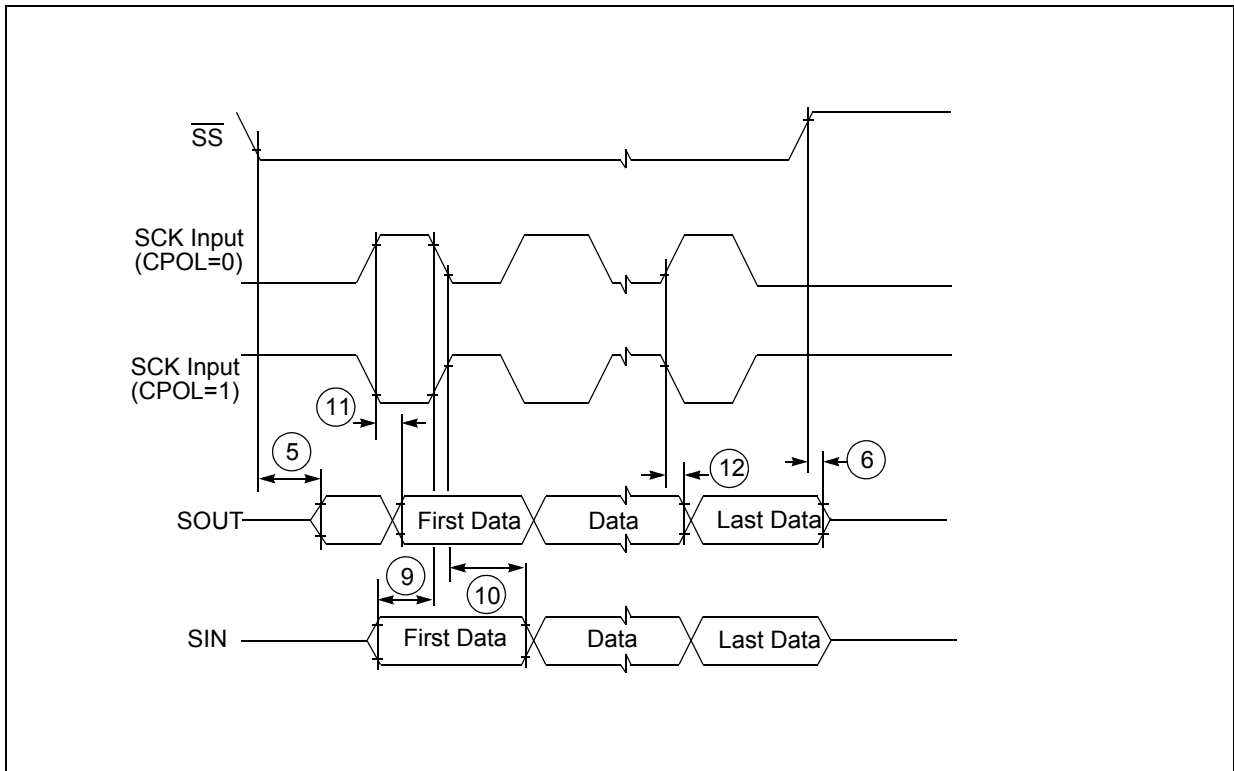 SS
SCK Input
(CPOL=0)
SCK Input
(CPOL=1)
11
5
12
6
SOUT
First Data
Data
Last Data
9
10
SIN
First Data
Data
Last Data